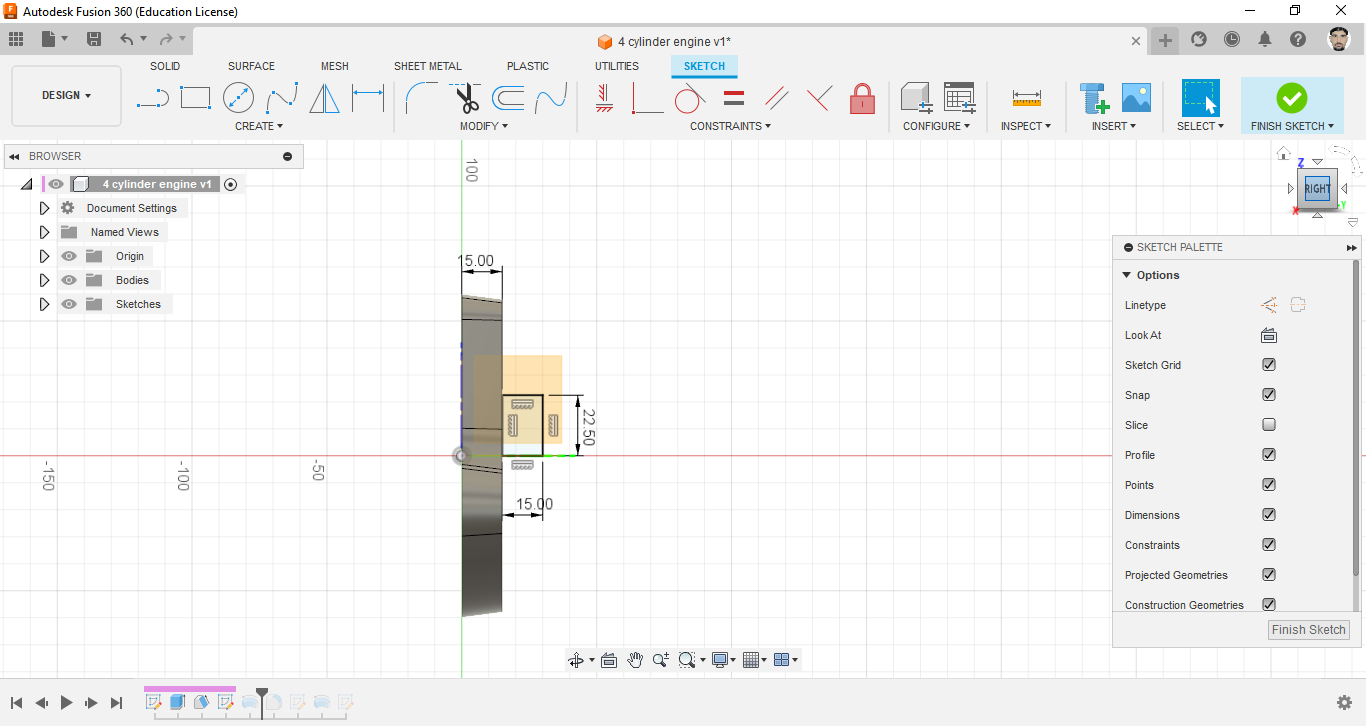 Autodesk Fusion 360 (Education License)
4 cylinder engine v1*
SOLID SURFACE MESH SHEET METAL PLASTIC UTILITIES SKETCH
DESIGN
CREATE MODIFY CONSTRAINTS CONFIGURE INSPECT INSERT SELECT FINISH SKETCH
BROWSER
4 cylinder engine v1
Document Settings
Named Views
Origin
Bodies
Sketches
100
15.00
22.50
-150
-100
-50
15.00
Z
RIGHT
X
Y
SKETCH PALETTE
Options
Linetype
Look At
Sketch Grid
Snap
Slice
Profile
Points
Dimensions
Constraints
Projected Geometries
Construction Geometries
Finish Sketch